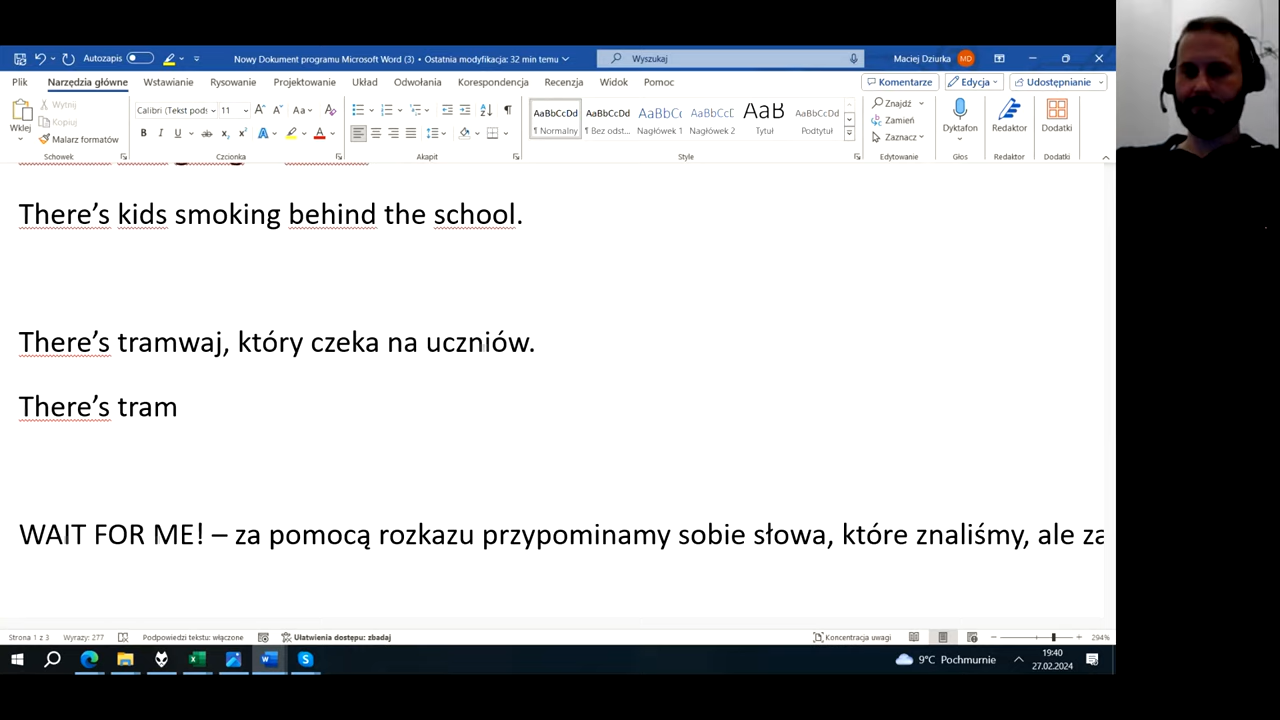 Autozapis
Nowy Dokument programu Microsoft Word (3) • Ostatnia modyfikacja: 32 min temu
Wyszukaj
Maciej Dziurka
MD
Plik Narzędzia główne Wstawianie Rysowanie Projektowanie Układ Odwołania Korespondencja Recenzja Widok Pomoc
Komentarze Edycja Udostępnianie
Wklej
Wytnij
Kopiuj
Malarz formatów
Schowek
Calibri (Tekst pods 11
Czcionka
Akapit
AaBbCcDd AaBbCcDd AaBbCc AaBbCcD AaB AaBbCcDd
¶ Normalny ¶ Bez odst... Nagłówek 1 Nagłówek 2 Tytuł Podtytuł
Style
Znajdź
Zamień
Zaznacz
Edytowanie
Dyktafon
Głos
Redaktor
Redaktor
Dodatki
Dodatki
There’s kids smoking behind the school.
There’s tramwaj, który czeka na uczniów.
There’s tram
WAIT FOR ME! – za pomocą rozkazu przypominamy sobie słowa, które znaliśmy, ale za
Strona 1 z 3 Wyrazy: 277 Podpowiedzi tekstu: włączone Ułatwienia dostępu: zbadaj Koncentracja uwagi 294%
9°C Pochmurnie
19:40
27.02.2024